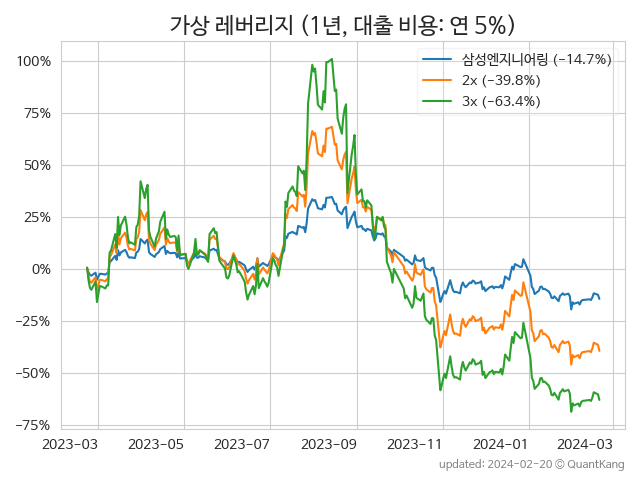 가상 레버리지 (1년, 대출 비용: 연 5%)
삼성엔지니어링 (−14.7%)
2x (−39.8%)
3x (−63.4%)
100%
75%
50%
25%
0%
−25%
−50%
−75%
2023-03 2023-05 2023-07 2023-09 2023-11 2024-01 2024-03
updated: 2024-02-20 © QuantKang